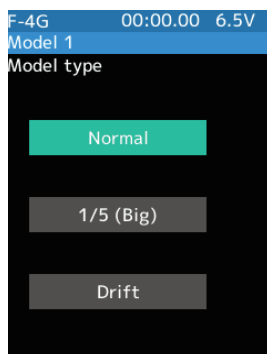 F-4G 00:00.00 6.5V
Model 1
Model type
Normal
1/5 (Big)
Drift